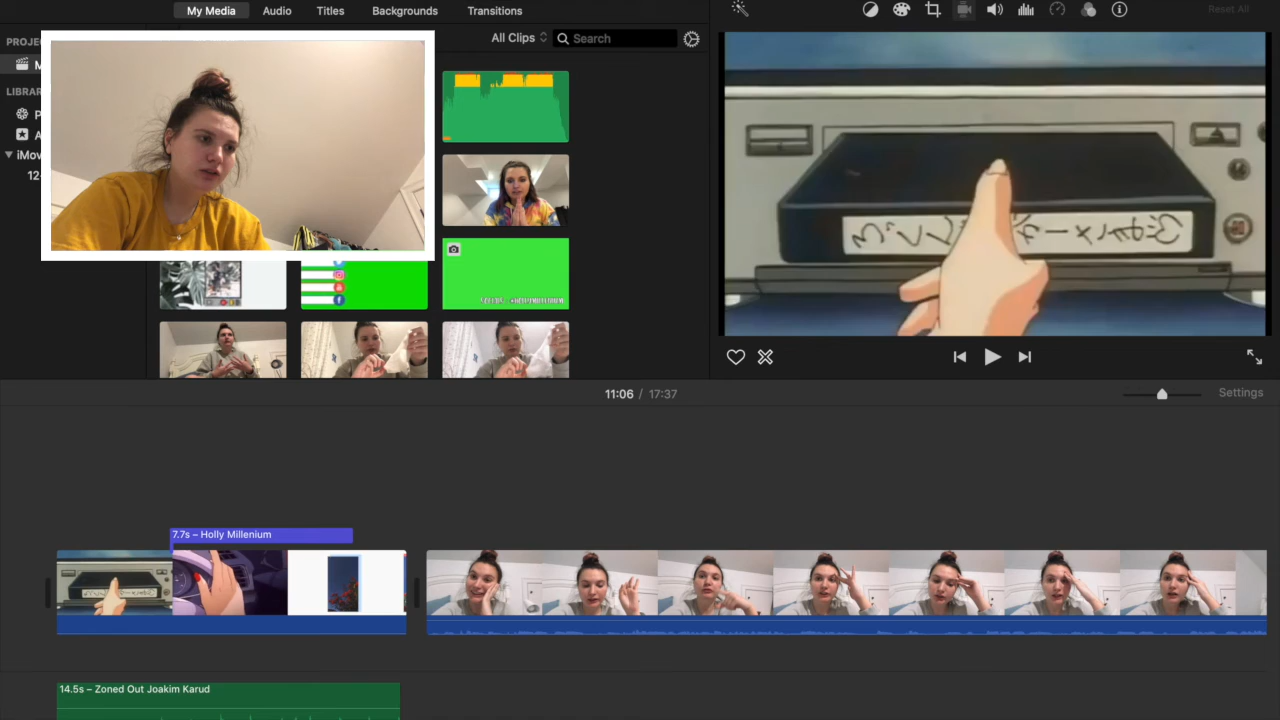 My Media
Audio
Titles
Backgrounds
Transitions
Reset All
All Clips
Search
11:06 / 17:37
Settings
7.7s – Holly Millenium
14.5s – Zoned Out Joakim Karud